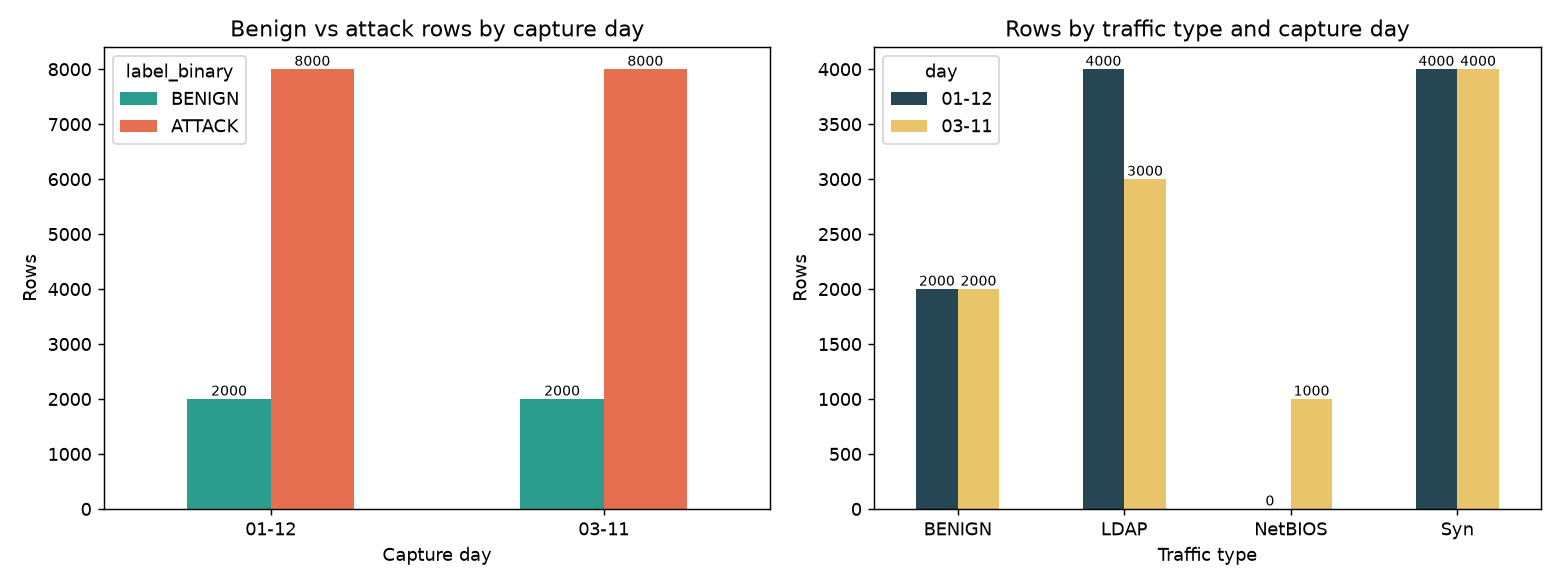 Benign vs attack rows by capture day
label_binary
BENIGN
ATTACK
Rows
8000
7000
6000
5000
4000
3000
2000
1000
0
2000
8000
2000
8000
01-12
03-11
Capture day
Rows by traffic type and capture day
day
01-12
03-11
Rows
4000
3500
3000
2500
2000
1500
1000
500
0
2000 2000
4000
3000
0
1000
4000 4000
BENIGN
LDAP
NetBIOS
Syn
Traffic type